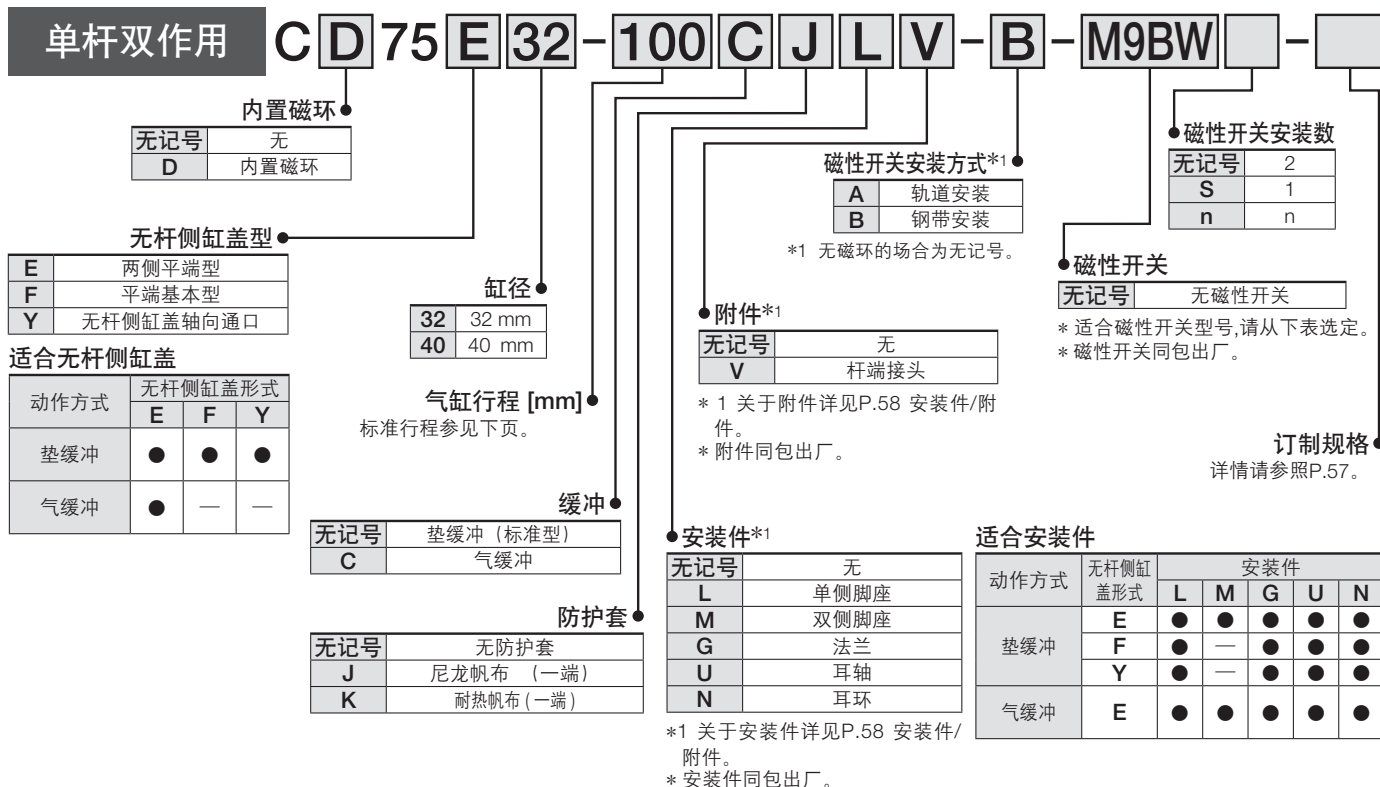 单杆双作用 CD75E32-100CJLV-B-M9BW -
内置磁环
无记号 无
D 内置磁环
无杆侧缸盖型
E 两侧平端型
F 平端基本型
Y 无杆侧缸盖轴向通口
适合无杆侧缸盖
动作方式 无杆侧缸盖形式
E F Y
垫缓冲 ● ● ●
气缓冲 ● — —
缸径
32 32 mm
40 40 mm
气缸行程 [mm]
标准行程参见下页。
缓冲
无记号 垫缓冲（标准型）
C 气缓冲
防护套
无记号 无防护套
J 尼龙帆布 （一端）
K 耐热帆布(一端)
安装件*1
无记号 无
L 单侧脚座
M 双侧脚座
G 法兰
U 耳轴
N 耳环
*1 关于安装件详见P.58 安装件/
附件。
* 安装件同包出厂。
附件*1
无记号 无
V 杆端接头
* 1 关于附件详见P.58 安装件/附
件。
* 附件同包出厂。
磁性开关安装方式*1
A 轨道安装
B 钢带安装
*1 无磁环的场合为无记号。
磁性开关
无记号 无磁性开关
* 适合磁性开关型号,请从下表选定。
* 磁性开关同包出厂。
磁性开关安装数
无记号 2
S 1
n n
订制规格
详情请参照P.57。
适合安装件
动作方式 无杆侧缸 安装件
盖形式 L M G U N
垫缓冲 E ● ● ● ● ●
F ● — ● ● ●
Y ● — ● ● ●
气缓冲 E ● ● ● ● ●